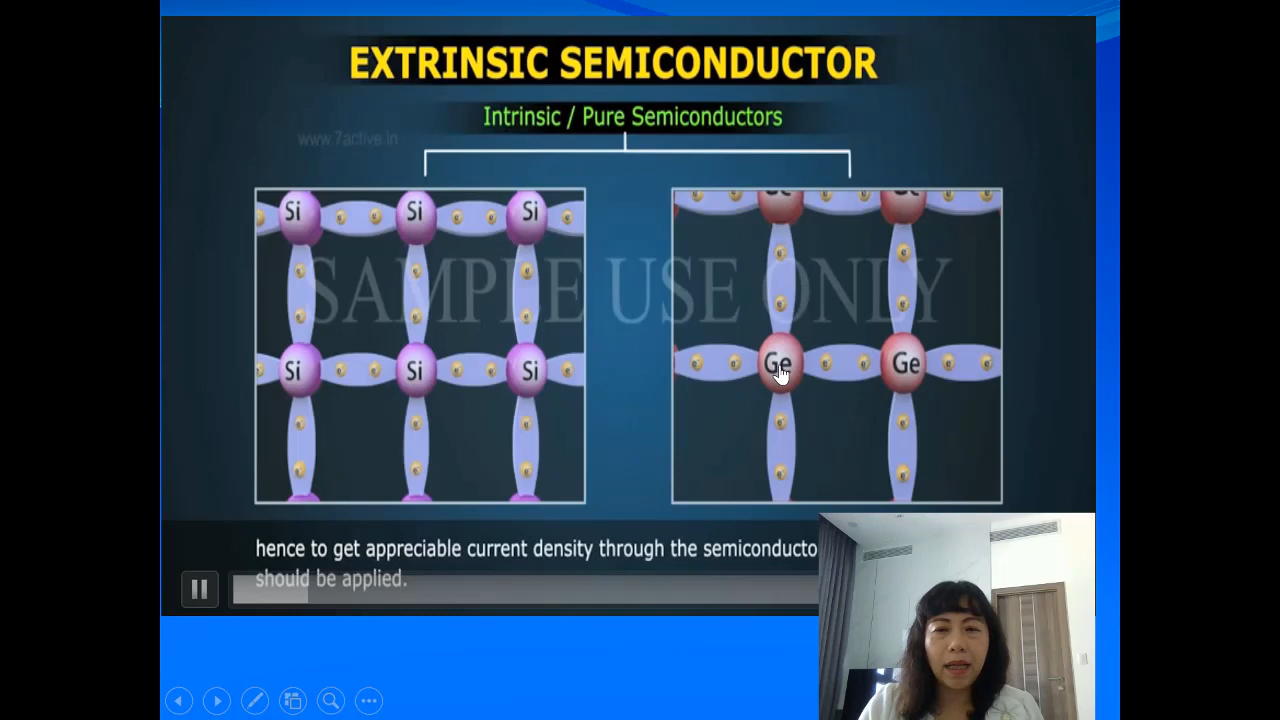 EXTRINSIC SEMICONDUCTOR
Intrinsic / Pure Semiconductors
www.7active.in
Si Si Si
SAMPLE USE ONLY
Si Si Si
Ge Ge
hence to get appreciable current density through the semiconducto
should be applied.